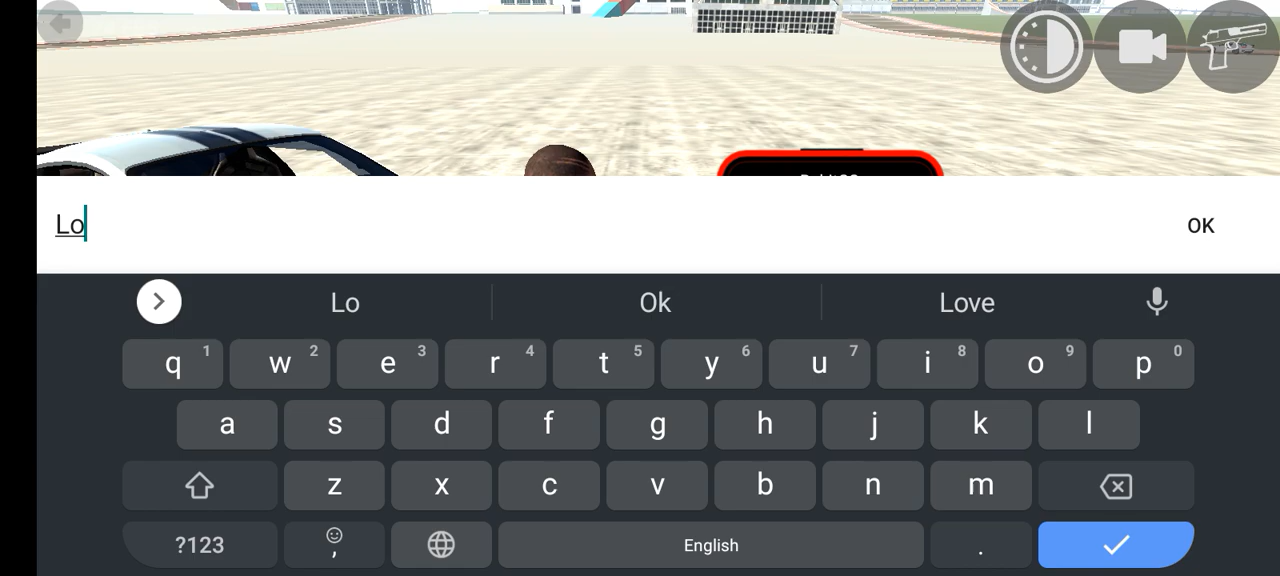 Lo
OK
Lo Ok Love
q 1 w 2 e 3 r 4 t 5 y 6 u 7 i 8 o 9 p 0
a s d f g h j k l
z x c v b n m
?123 , English .